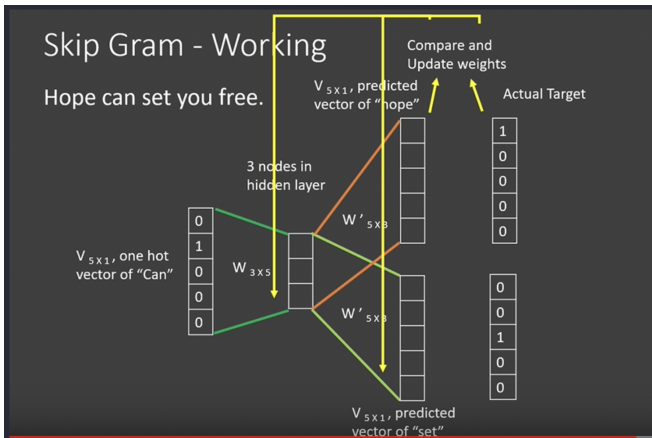 Skip Gram - Working
Compare and
Update weights
Hope can set you free.
V 5X1, predicted
vector of "hope"
Actual Target
3 nodes in
hidden layer
1
0
0
0
0
W' 5X3
0
1
0
0
0
V 5X1, one hot
vector of "Can"
W 3X5
W' 5X3
0
0
1
0
0
V 5X1, predicted
vector of "set"